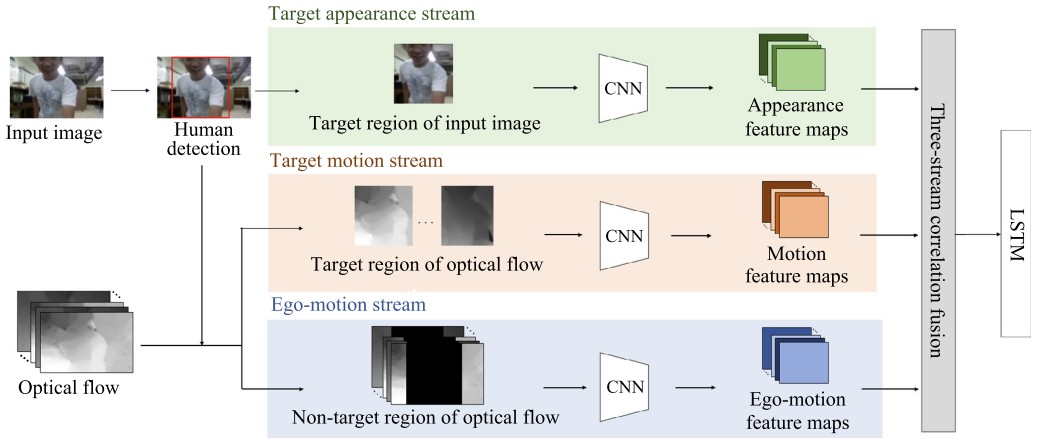 Target appearance stream
Input image
Human
detection
Target region of input image
CNN
Appearance
feature maps
Target motion stream
...
Target region of optical flow
CNN
Motion
feature maps
Optical flow
Ego-motion stream
Non-target region of optical flow
CNN
Ego-motion
feature maps
Three-stream correlation fusion
LSTM